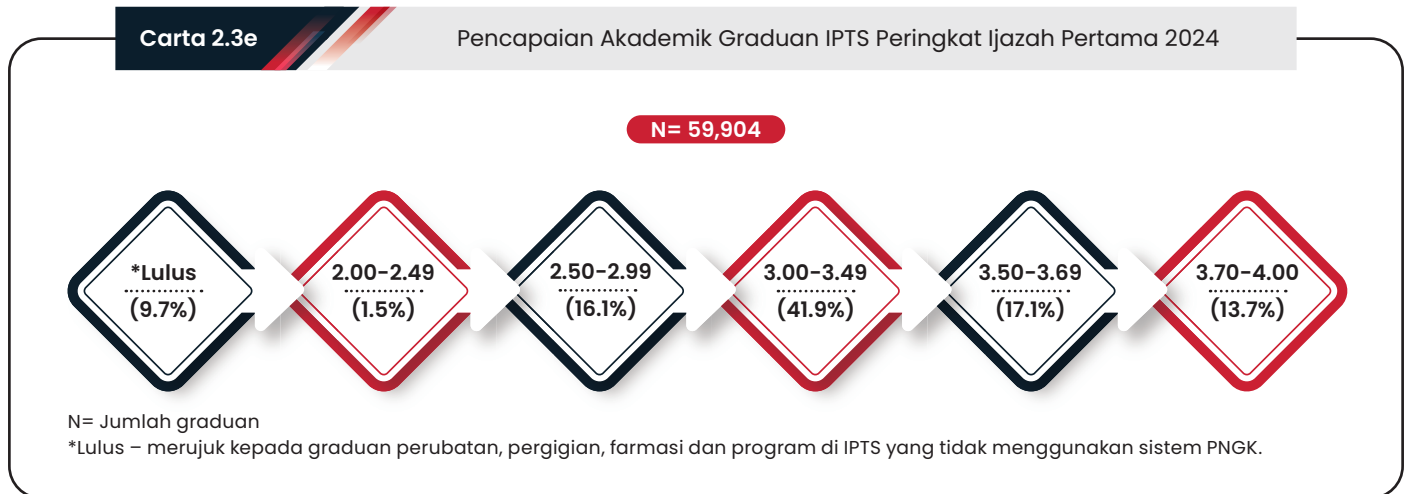 Carta 2.3e
Pencapaian Akademik Graduan IPTS Peringkat Ijazah Pertama 2024
N= 59,904
*Lulus
(9.7%)
2.00-2.49
(1.5%)
2.50-2.99
(16.1%)
3.00-3.49
(41.9%)
3.50-3.69
(17.1%)
3.70-4.00
(13.7%)
N= Jumlah graduan
*Lulus – merujuk kepada graduan perubatan, pergigian, farmasi dan program di IPTS yang tidak menggunakan sistem PNGK.